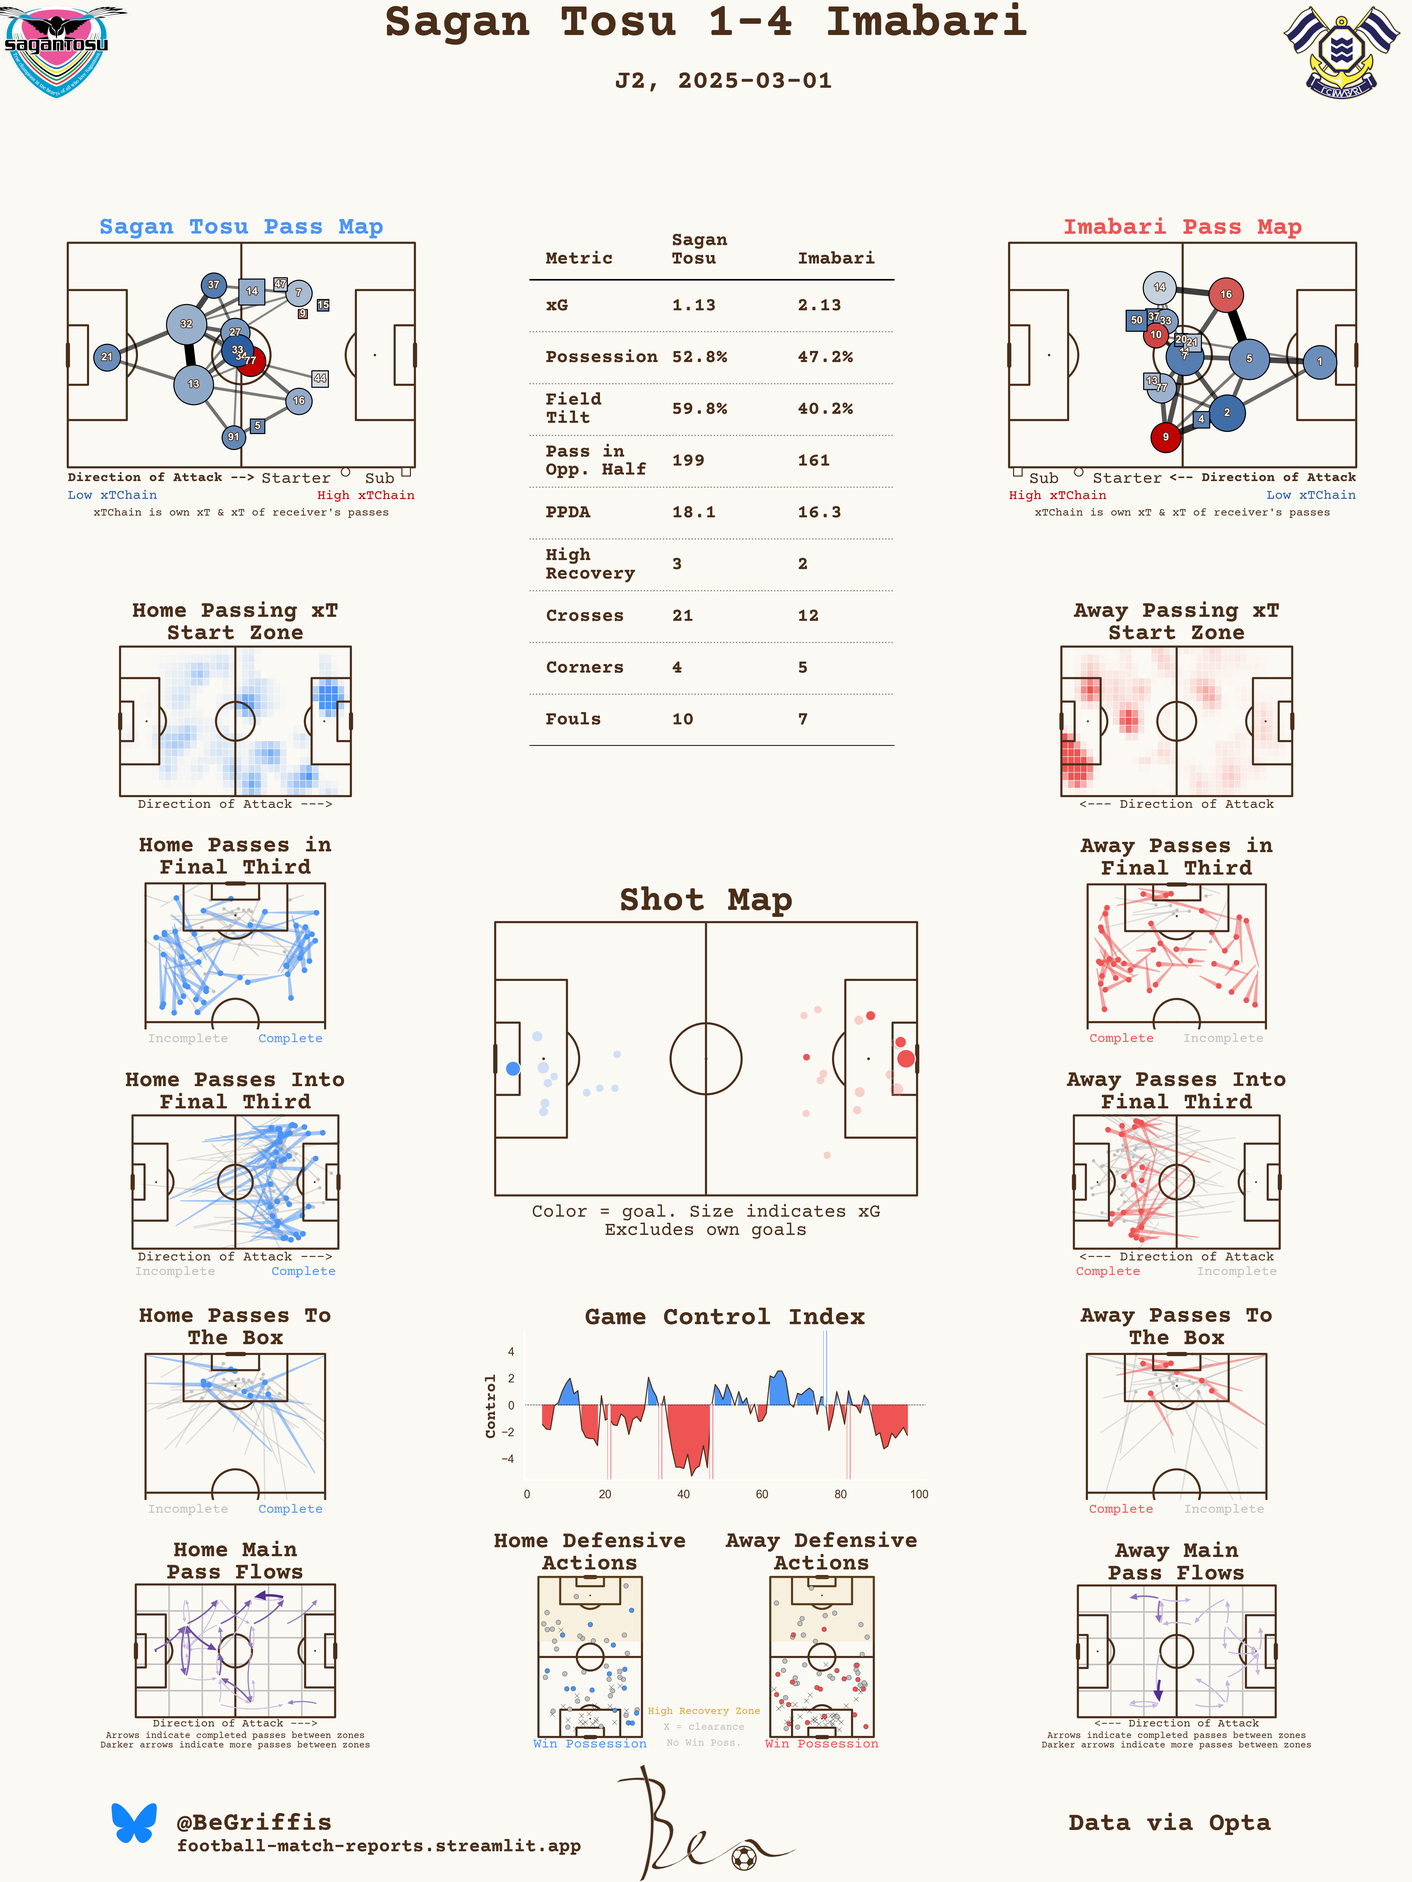 Sagan Tosu 1-4 Imabari
J2, 2025-03-01
saganTosu
FC IMABARI
Sagan Tosu Pass Map
37
14
47
7
15
9
32
27
33
34
77
21
13
44
16
5
91
Direction of Attack --> Starter Sub
Low xTChain High xTChain
xTChain is own xT & xT of receiver's passes
Metric Sagan Tosu Imabari
xG 1.13 2.13
Possession 52.8% 47.2%
Field Tilt 59.8% 40.2%
Pass in Opp. Half 199 161
PPDA 18.1 16.3
High Recovery 3 2
Crosses 21 12
Corners 4 5
Fouls 10 7
Imabari Pass Map
14
16
50
37
33
10
20
21
7
5
1
13
77
4
2
9
Sub Starter <-- Direction of Attack
High xTChain Low xTChain
xTChain is own xT & xT of receiver's passes
Home Passing xT
Start Zone
Direction of Attack --->
Away Passing xT
Start Zone
<--- Direction of Attack
Home Passes in
Final Third
Incomplete Complete
Away Passes in
Final Third
Complete Incomplete
Shot Map
Color = goal. Size indicates xG
Excludes own goals
Home Passes Into
Final Third
Direction of Attack --->
Incomplete Complete
Away Passes Into
Final Third
<--- Direction of Attack
Complete Incomplete
Home Passes To
The Box
Incomplete Complete
Game Control Index
Control
4
2
0
−2
−4
0 20 40 60 80 100
Away Passes To
The Box
Complete Incomplete
Home Main
Pass Flows
Direction of Attack --->
Arrows indicate completed passes between zones
Darker arrows indicate more passes between zones
Home Defensive
Actions
Win Possession
High Recovery Zone
X = clearance
No Win Poss.
Away Defensive
Actions
Win Possession
Away Main
Pass Flows
<--- Direction of Attack
Arrows indicate completed passes between zones
Darker arrows indicate more passes between zones
@BeGriffis
football-match-reports.streamlit.app
Ben
Data via Opta